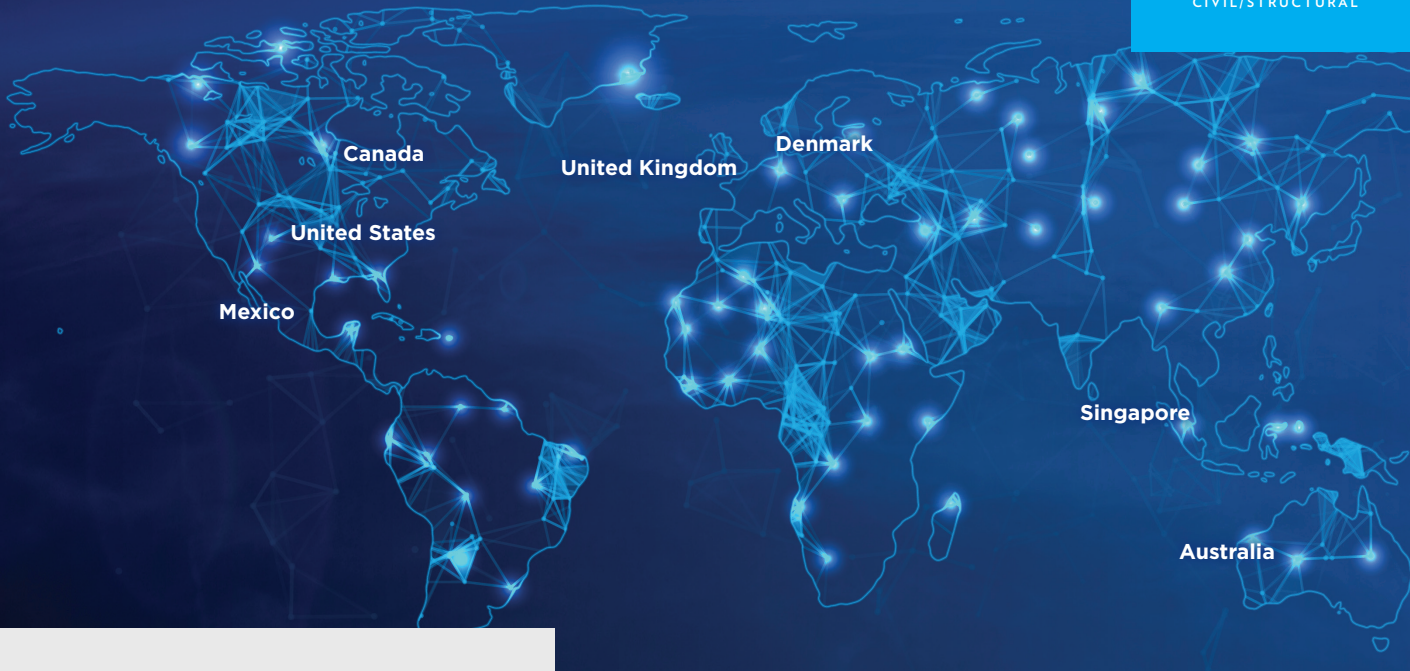 CIVIL/STRUCTURAL
Denmark
Canada
United Kingdom
United States
Mexico
Singapore
Australia